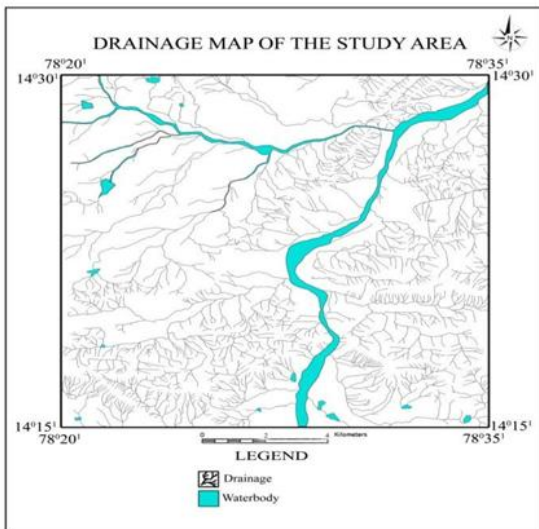 N
DRAINAGE MAP OF THE STUDY AREA
78°20' 78°35'
14°30' 14°30'
14°15' 14°15'
78°20' 78°35'
0 2 4 Kilometers
LEGEND
Drainage
Waterbody